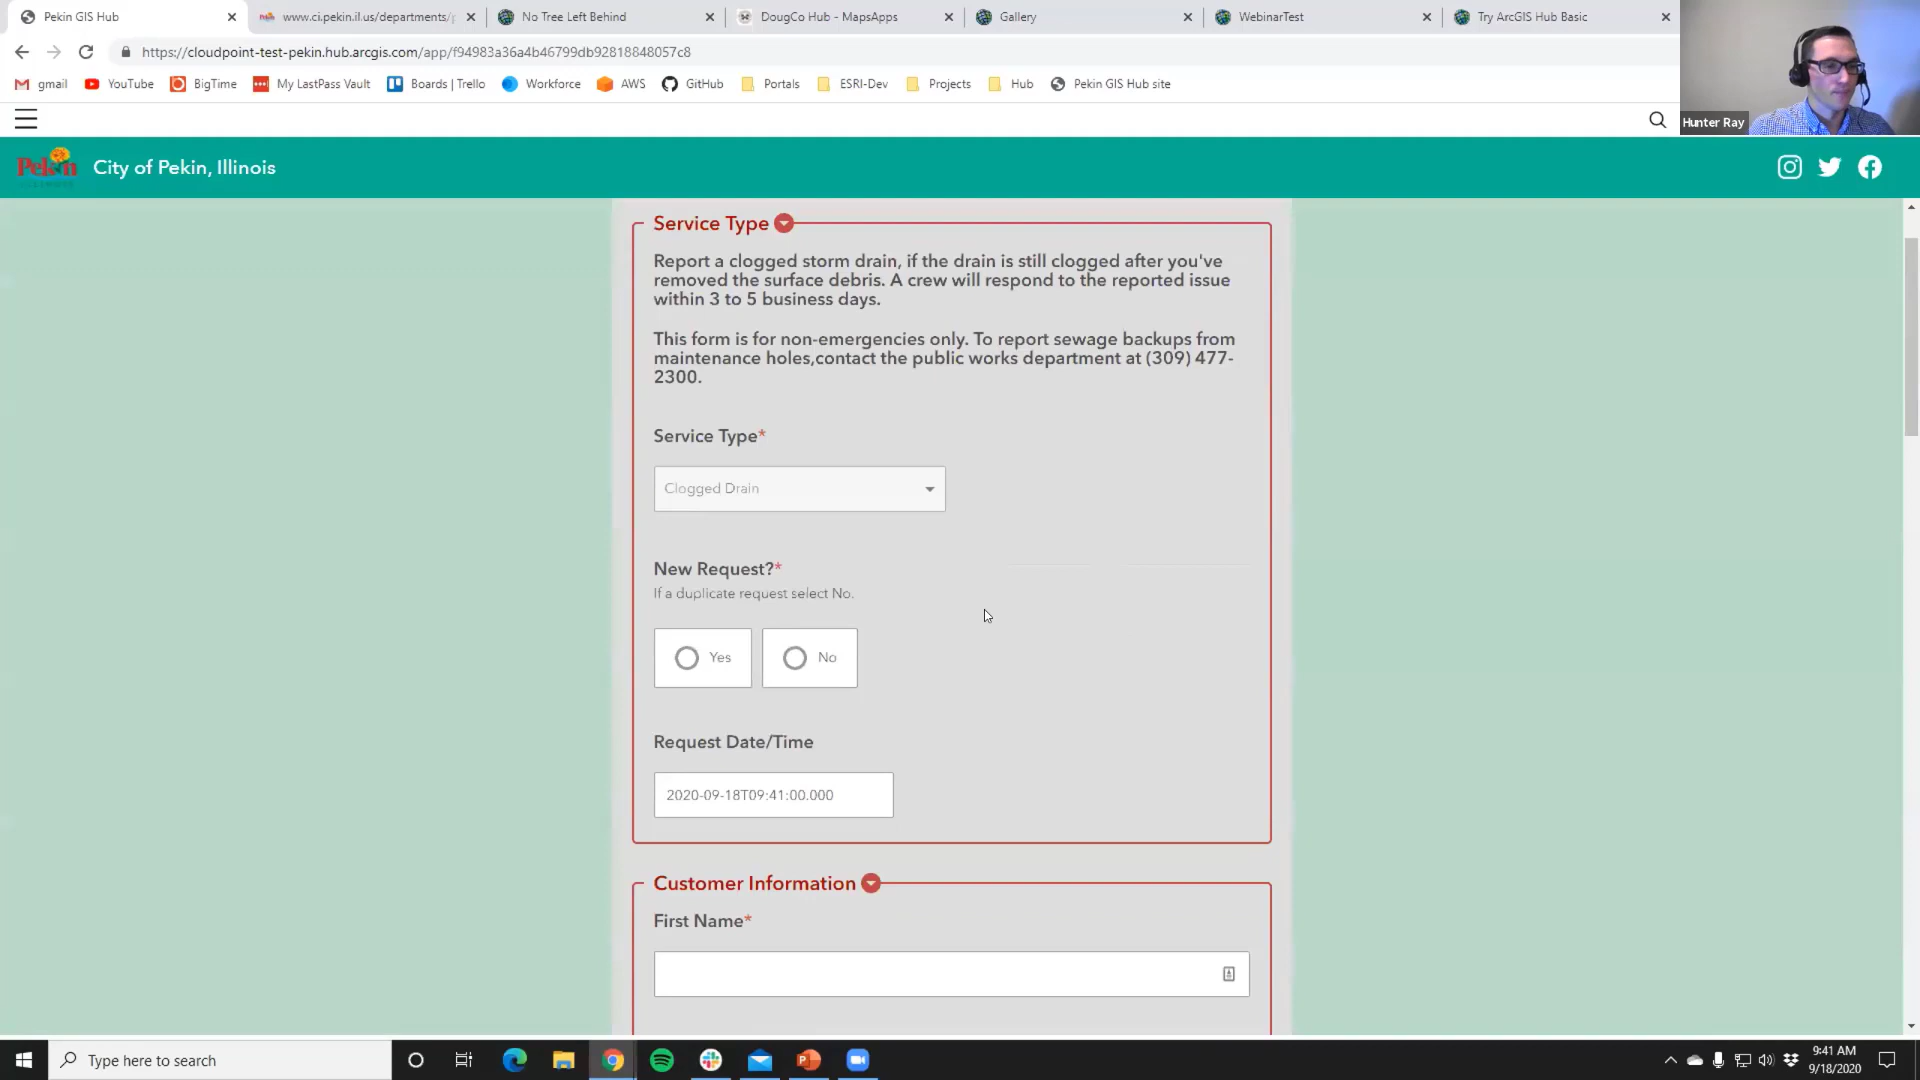 Pekin GIS Hub
www.ci.pekin.il.us/departments/p
No Tree Left Behind
DougCo Hub - MapsApps
Gallery
WebinarTest
Try ArcGIS Hub Basic
https://cloudpoint-test-pekin.hub.arcgis.com/app/f94983a36a4b46799db92818848057c8
gmail
YouTube
BigTime
My LastPass Vault
Boards | Trello
Workforce
AWS
GitHub
Portals
ESRI-Dev
Projects
Hub
Pekin GIS Hub site
Hunter Ray
Pekin
City of Pekin, Illinois
Service Type
Report a clogged storm drain, if the drain is still clogged after you've
removed the surface debris. A crew will respond to the reported issue
within 3 to 5 business days.
This form is for non-emergencies only. To report sewage backups from
maintenance holes,contact the public works department at (309) 477-
2300.
Service Type*
Clogged Drain
New Request?*
If a duplicate request select No.
Yes
No
Request Date/Time
2020-09-18T09:41:00.000
Customer Information
First Name*
Type here to search
9:41 AM
9/18/2020